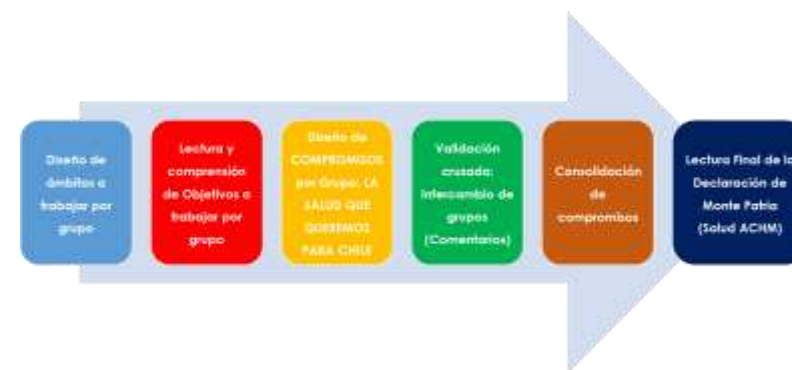 Diseño de
ámbitos a
trabajar por
grupo
Lectura y
comprensión
de Objetivos a
trabajar por
grupo
Diseño de
COMPROMISOS
por Grupo: LA
SALUD QUE
QUEREMOS
PARA CHILE
Validación
cruzada:
Intercambio de
grupos
(Comentarios)
Consolidación
de
compromisos
Lectura Final de la
Declaración de
Monte Patria
(Salud ACHM)